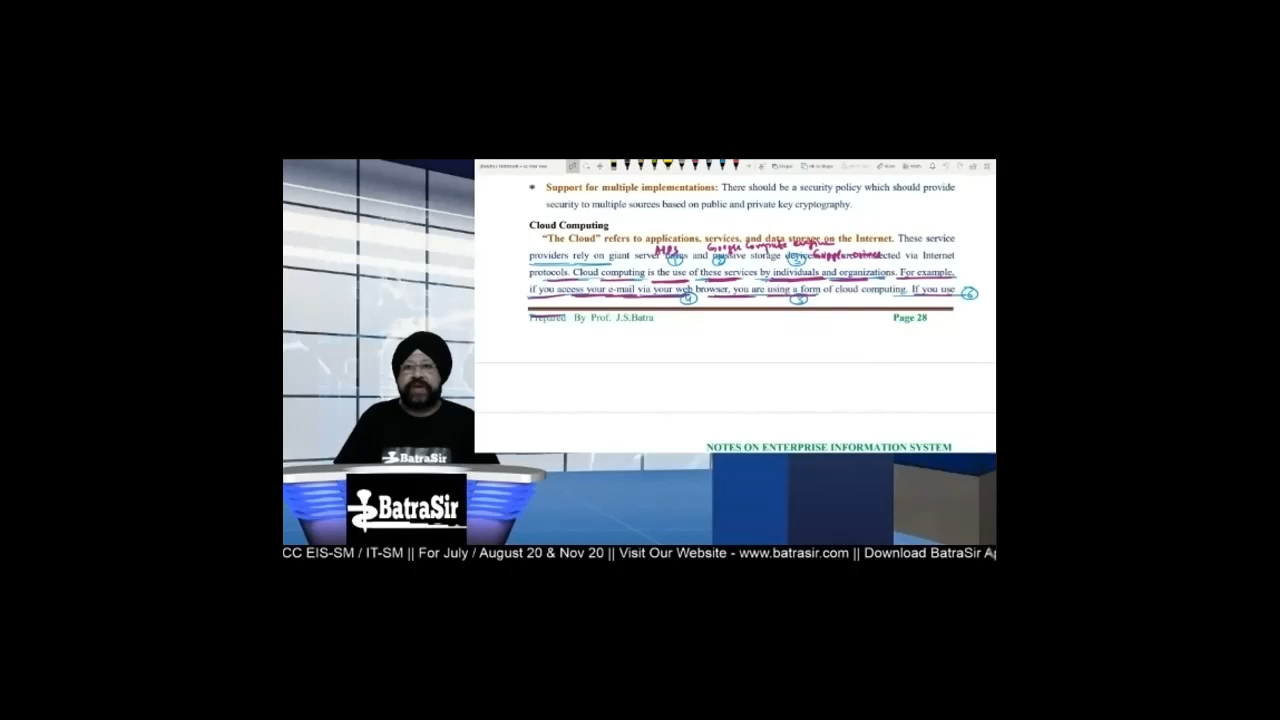 * Support for multiple implementations: There should be a security policy which should provide
security to multiple sources based on public and private key cryptography.
Cloud Computing
“The Cloud” refers to applications, services, and data storage on the Internet. These service
Google Compute engine
providers rely on giant server and massive storage via Internet
protocols. Cloud computing is the use of these services by individuals and organizations. For example,
if you access your e-mail via your web browser, you are using a form of cloud computing. If you use
Prepared By Prof. J.S.Batra
Page 28
NOTES ON ENTERPRISE INFORMATION SYSTEM
BatraSir
BatraSir
CC EIS-SM / IT-SM || For July / August 20 & Nov 20 || Visit Our Website - www.batrasir.com || Download BatraSir